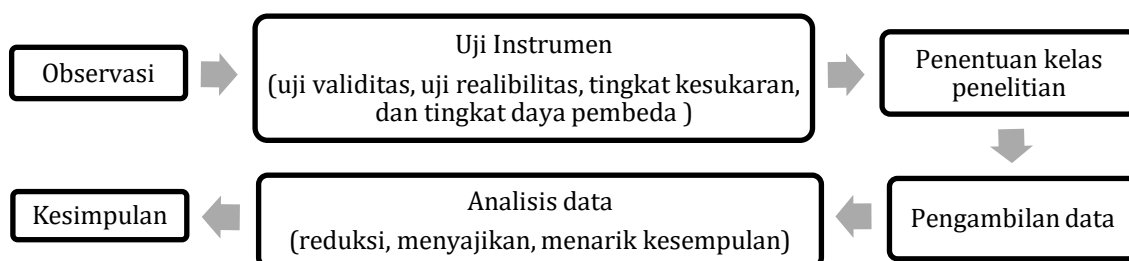 Observasi
Uji Instrumen
(uji validitas, uji realibilitas, tingkat kesukaran,
dan tingkat daya pembeda )
Penentuan kelas
penelitian
Pengambilan data
Analisis data
(reduksi, menyajikan, menarik kesempulan)
Kesimpulan